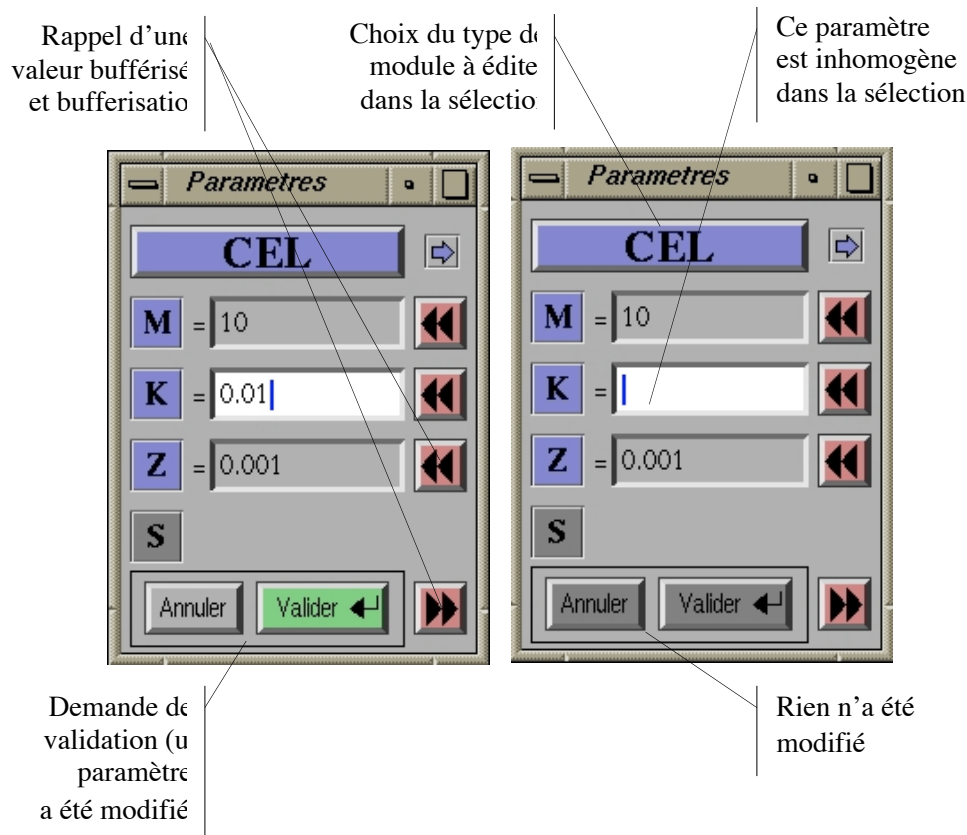 Rappel d’une
valeur bufférisé
et bufferisatio
Choix du type de
module à édite
dans la sélectio
Ce paramètre
est inhomogène
dans la sélection
Parametres
CEL
M = 10
K = 0.01
Z = 0.001
S
Annuler Valider
Parametres
CEL
M = 10
K =
Z = 0.001
S
Annuler Valider
Demande de
validation (u
paramètre
a été modifié
Rien n’a été
modifié